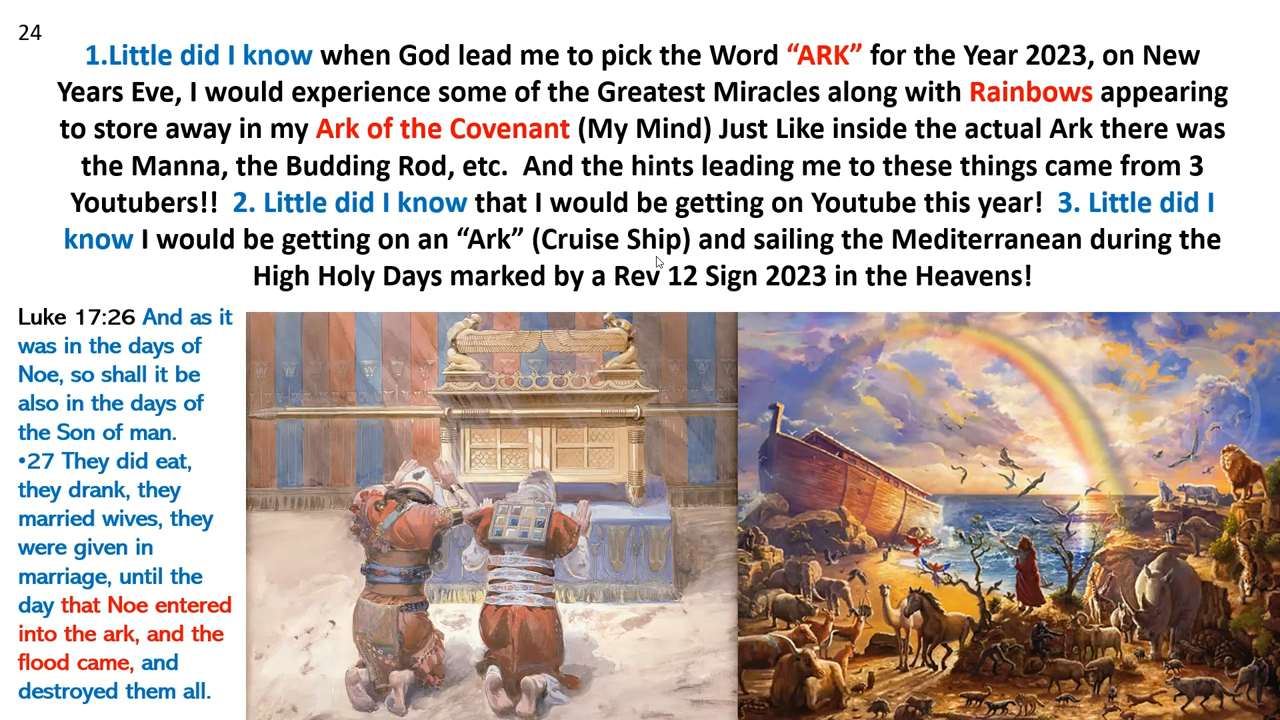 24
1.Little did I know when God lead me to pick the Word “ARK” for the Year 2023, on New
Years Eve, I would experience some of the Greatest Miracles along with Rainbows appearing
to store away in my Ark of the Covenant (My Mind) Just Like inside the actual Ark there was
the Manna, the Budding Rod, etc.  And the hints leading me to these things came from 3
Youtubers!!  2. Little did I know that I would be getting on Youtube this year!  3. Little did I
know I would be getting on an “Ark” (Cruise Ship) and sailing the Mediterranean during the
High Holy Days marked by a Rev 12 Sign 2023 in the Heavens!
Luke 17:26 And as it
was in the days of
Noe, so shall it be
also in the days of
the Son of man.
•27 They did eat,
they drank, they
married wives, they
were given in
marriage, until the
day that Noe entered
into the ark, and the
flood came, and
destroyed them all.